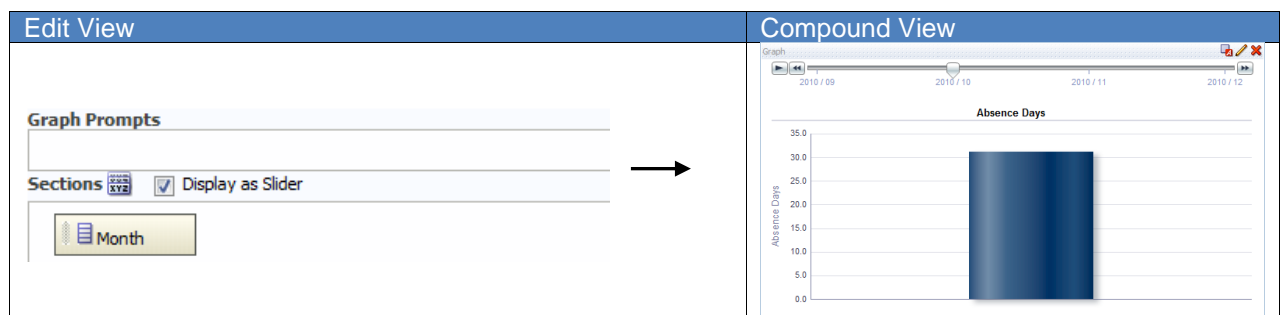 Edit View
Compound View
Graph Prompts
Sections XYZ Display as Slider
Month
Graph
2010 / 09 2010 / 10 2010 / 11 2010 / 12
Absence Days
35.0
30.0
25.0
20.0
15.0
10.0
5.0
0.0
Absence Days